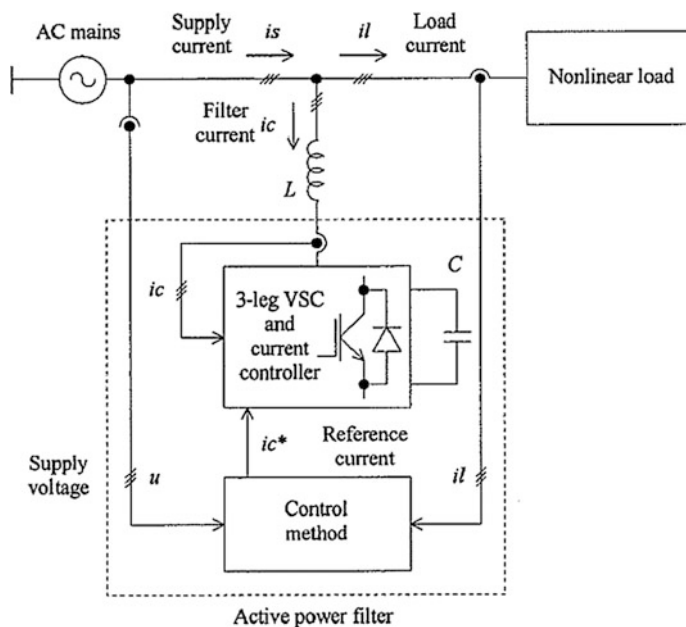 AC mains
Supply
current
is
il
Load
current
Nonlinear load
Filter
current
ic
L
ic
3-leg VSC
and
current
controller
C
ic*
Reference
current
Supply
voltage
u
il
Control
method
Active power filter